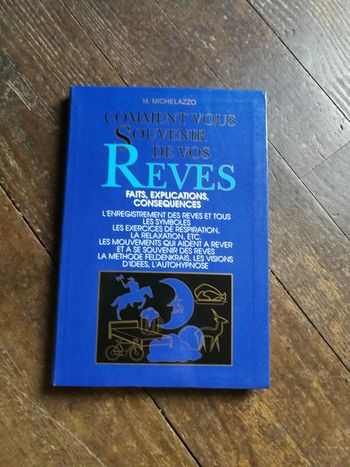 M. MICHELAZZO
COMMENT VOUS
SOUVENIR
DE VOS
REVES
FAITS, EXPLICATIONS,
CONSEQUENCES
L'ENREGISTREMENT DES REVES ET TOUS
LES SYMBOLES
LES EXERCICES DE RESPIRATION,
LA RELAXATION, ETC.
LES MOUVEMENTS QUI AIDENT A REVER
ET A SE SOUVENIR DES REVES
LA METHODE FELDENKRAIS, LES VISIONS
D'IDEES, L'AUTOHYPNOSE